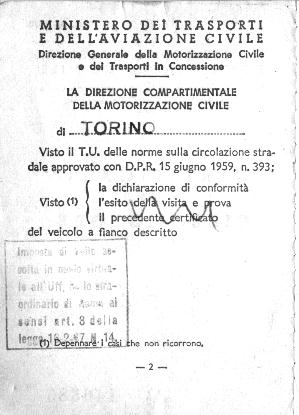 MINISTERO DEI TRASPORTI
E DELL'AVIAZIONE CIVILE
Direzione Generale della Motorizzazione Civile
e dei Trasporti in Concessione
LA DIREZIONE COMPARTIMENTALE
DELLA MOTORIZZAZIONE CIVILE
di TORINO
Visto il T.U. delle norme sulla circolazione stra-
dale approvato con D.P.R. 15 giugno 1959, n. 393;
la dichiarazione di conformità
Visto (1) l'esito della visita e prova
il precedente certificato
del veicolo a fianco descritto
Imposta di bollo as-
solta in modo virtua-
le all'Uff. stra-
ordinario di Roma ai
sensi art. 8 della
legge N. 14
(1) Depennare i casi che non ricorrono.
— 2 —